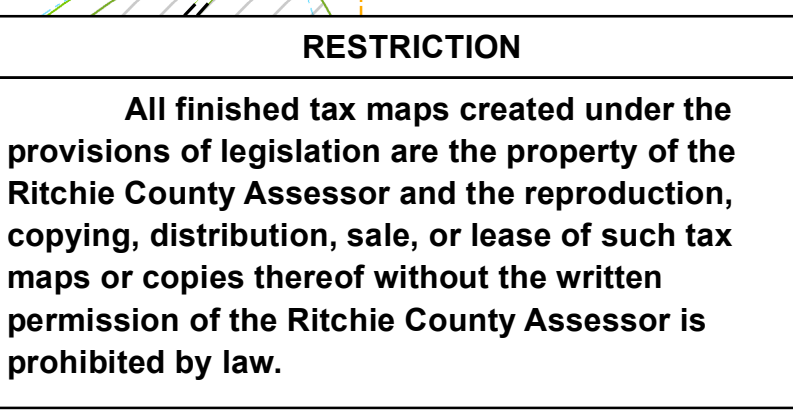 RESTRICTION
All finished tax maps created under the
provisions of legislation are the property of the
Ritchie County Assessor and the reproduction,
copying, distribution, sale, or lease of such tax
maps or copies thereof without the written
permission of the Ritchie County Assessor is
prohibited by law.